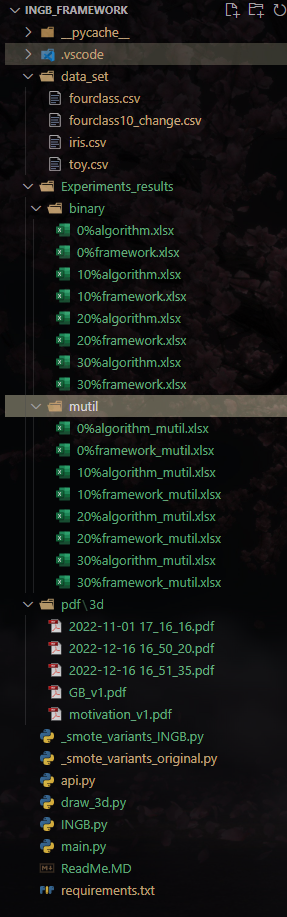 INGB_FRAMEWORK
__pycache__
.vscode
data_set
fourclass.csv
fourclass10_change.csv
iris.csv
toy.csv
Experiments_results
binary
0%algorithm.xlsx
0%framework.xlsx
10%algorithm.xlsx
10%framework.xlsx
20%algorithm.xlsx
20%framework.xlsx
30%algorithm.xlsx
30%framework.xlsx
mutil
0%algorithm_mutil.xlsx
0%framework_mutil.xlsx
10%algorithm_mutil.xlsx
10%framework_mutil.xlsx
20%algorithm_mutil.xlsx
20%framework_mutil.xlsx
30%algorithm_mutil.xlsx
30%framework_mutil.xlsx
pdf\3d
2022-11-01 17_16_16.pdf
2022-12-16 16_50_20.pdf
2022-12-16 16_51_35.pdf
GB_v1.pdf
motivation_v1.pdf
_smote_variants_INGB.py
_smote_variants_original.py
api.py
draw_3d.py
INGB.py
main.py
ReadMe.MD
requirements.txt